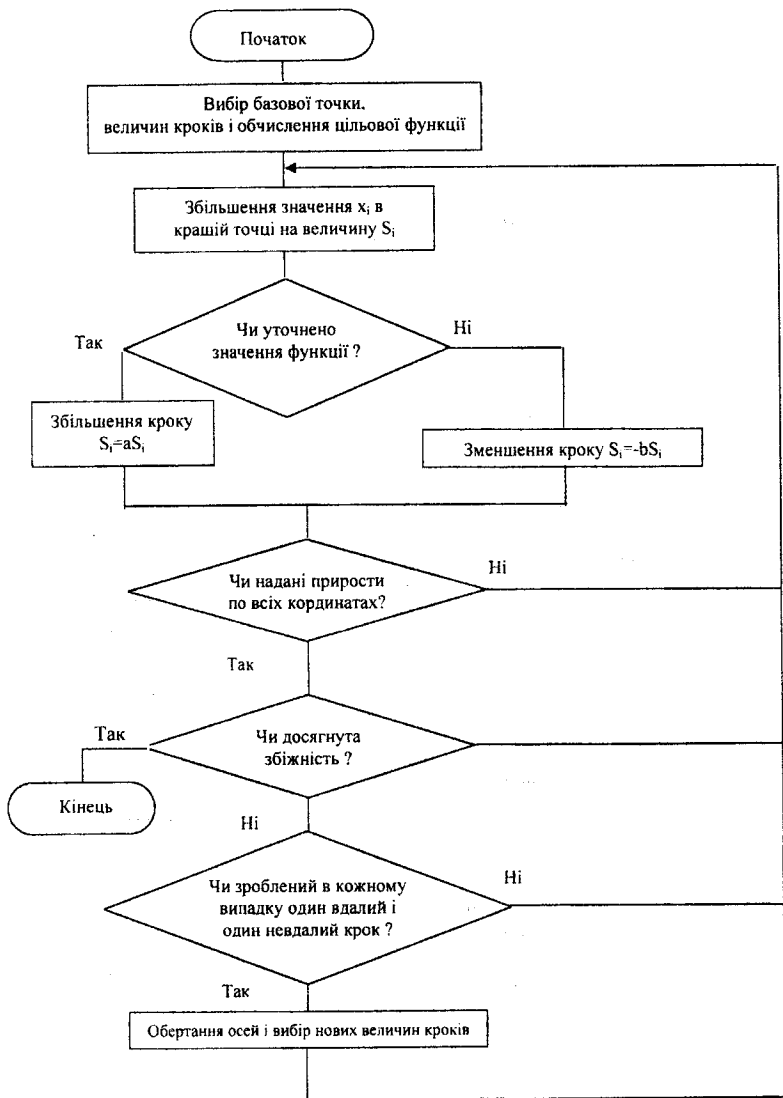 Початок
Вибір базової точки.
величин кроків і обчислення цільової функції
Збільшення значення xᵢ в
кращій точці на величину Sᵢ
Чи уточнено
значення функції ?
Так
Ні
Збільшення кроку
Sᵢ=aSᵢ
Зменшення кроку Sᵢ=-bSᵢ
Чи надані прирости
по всіх кординатах?
Ні
Так
Чи досягнута
збіжність ?
Так
Кінець
Ні
Чи зроблений в кожному
випадку один вдалий і
один невдалий крок ?
Ні
Так
Обертання осей і вибір нових величин кроків